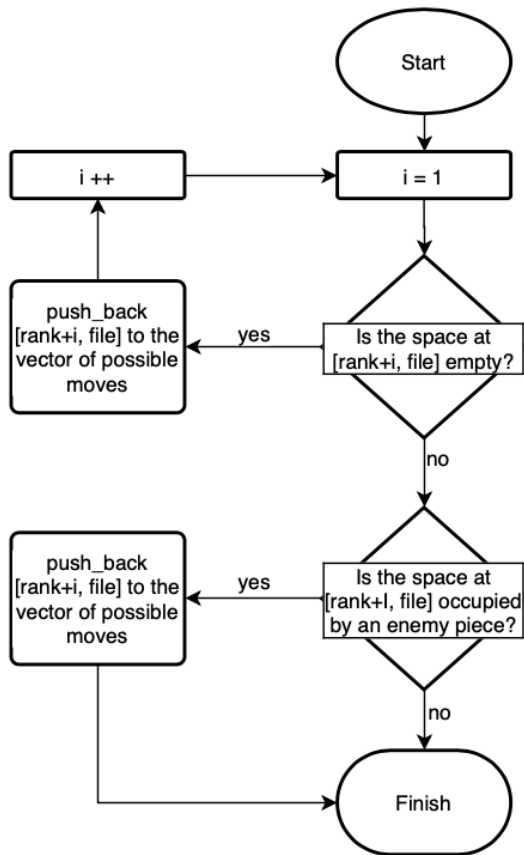 Start
i ++
i = 1
push_back
[rank+i, file] to the
vector of possible
moves
yes
Is the space at
[rank+i, file] empty?
no
push_back
[rank+i, file] to the
vector of possible
moves
yes
Is the space at
[rank+I, file] occupied
by an enemy piece?
no
Finish